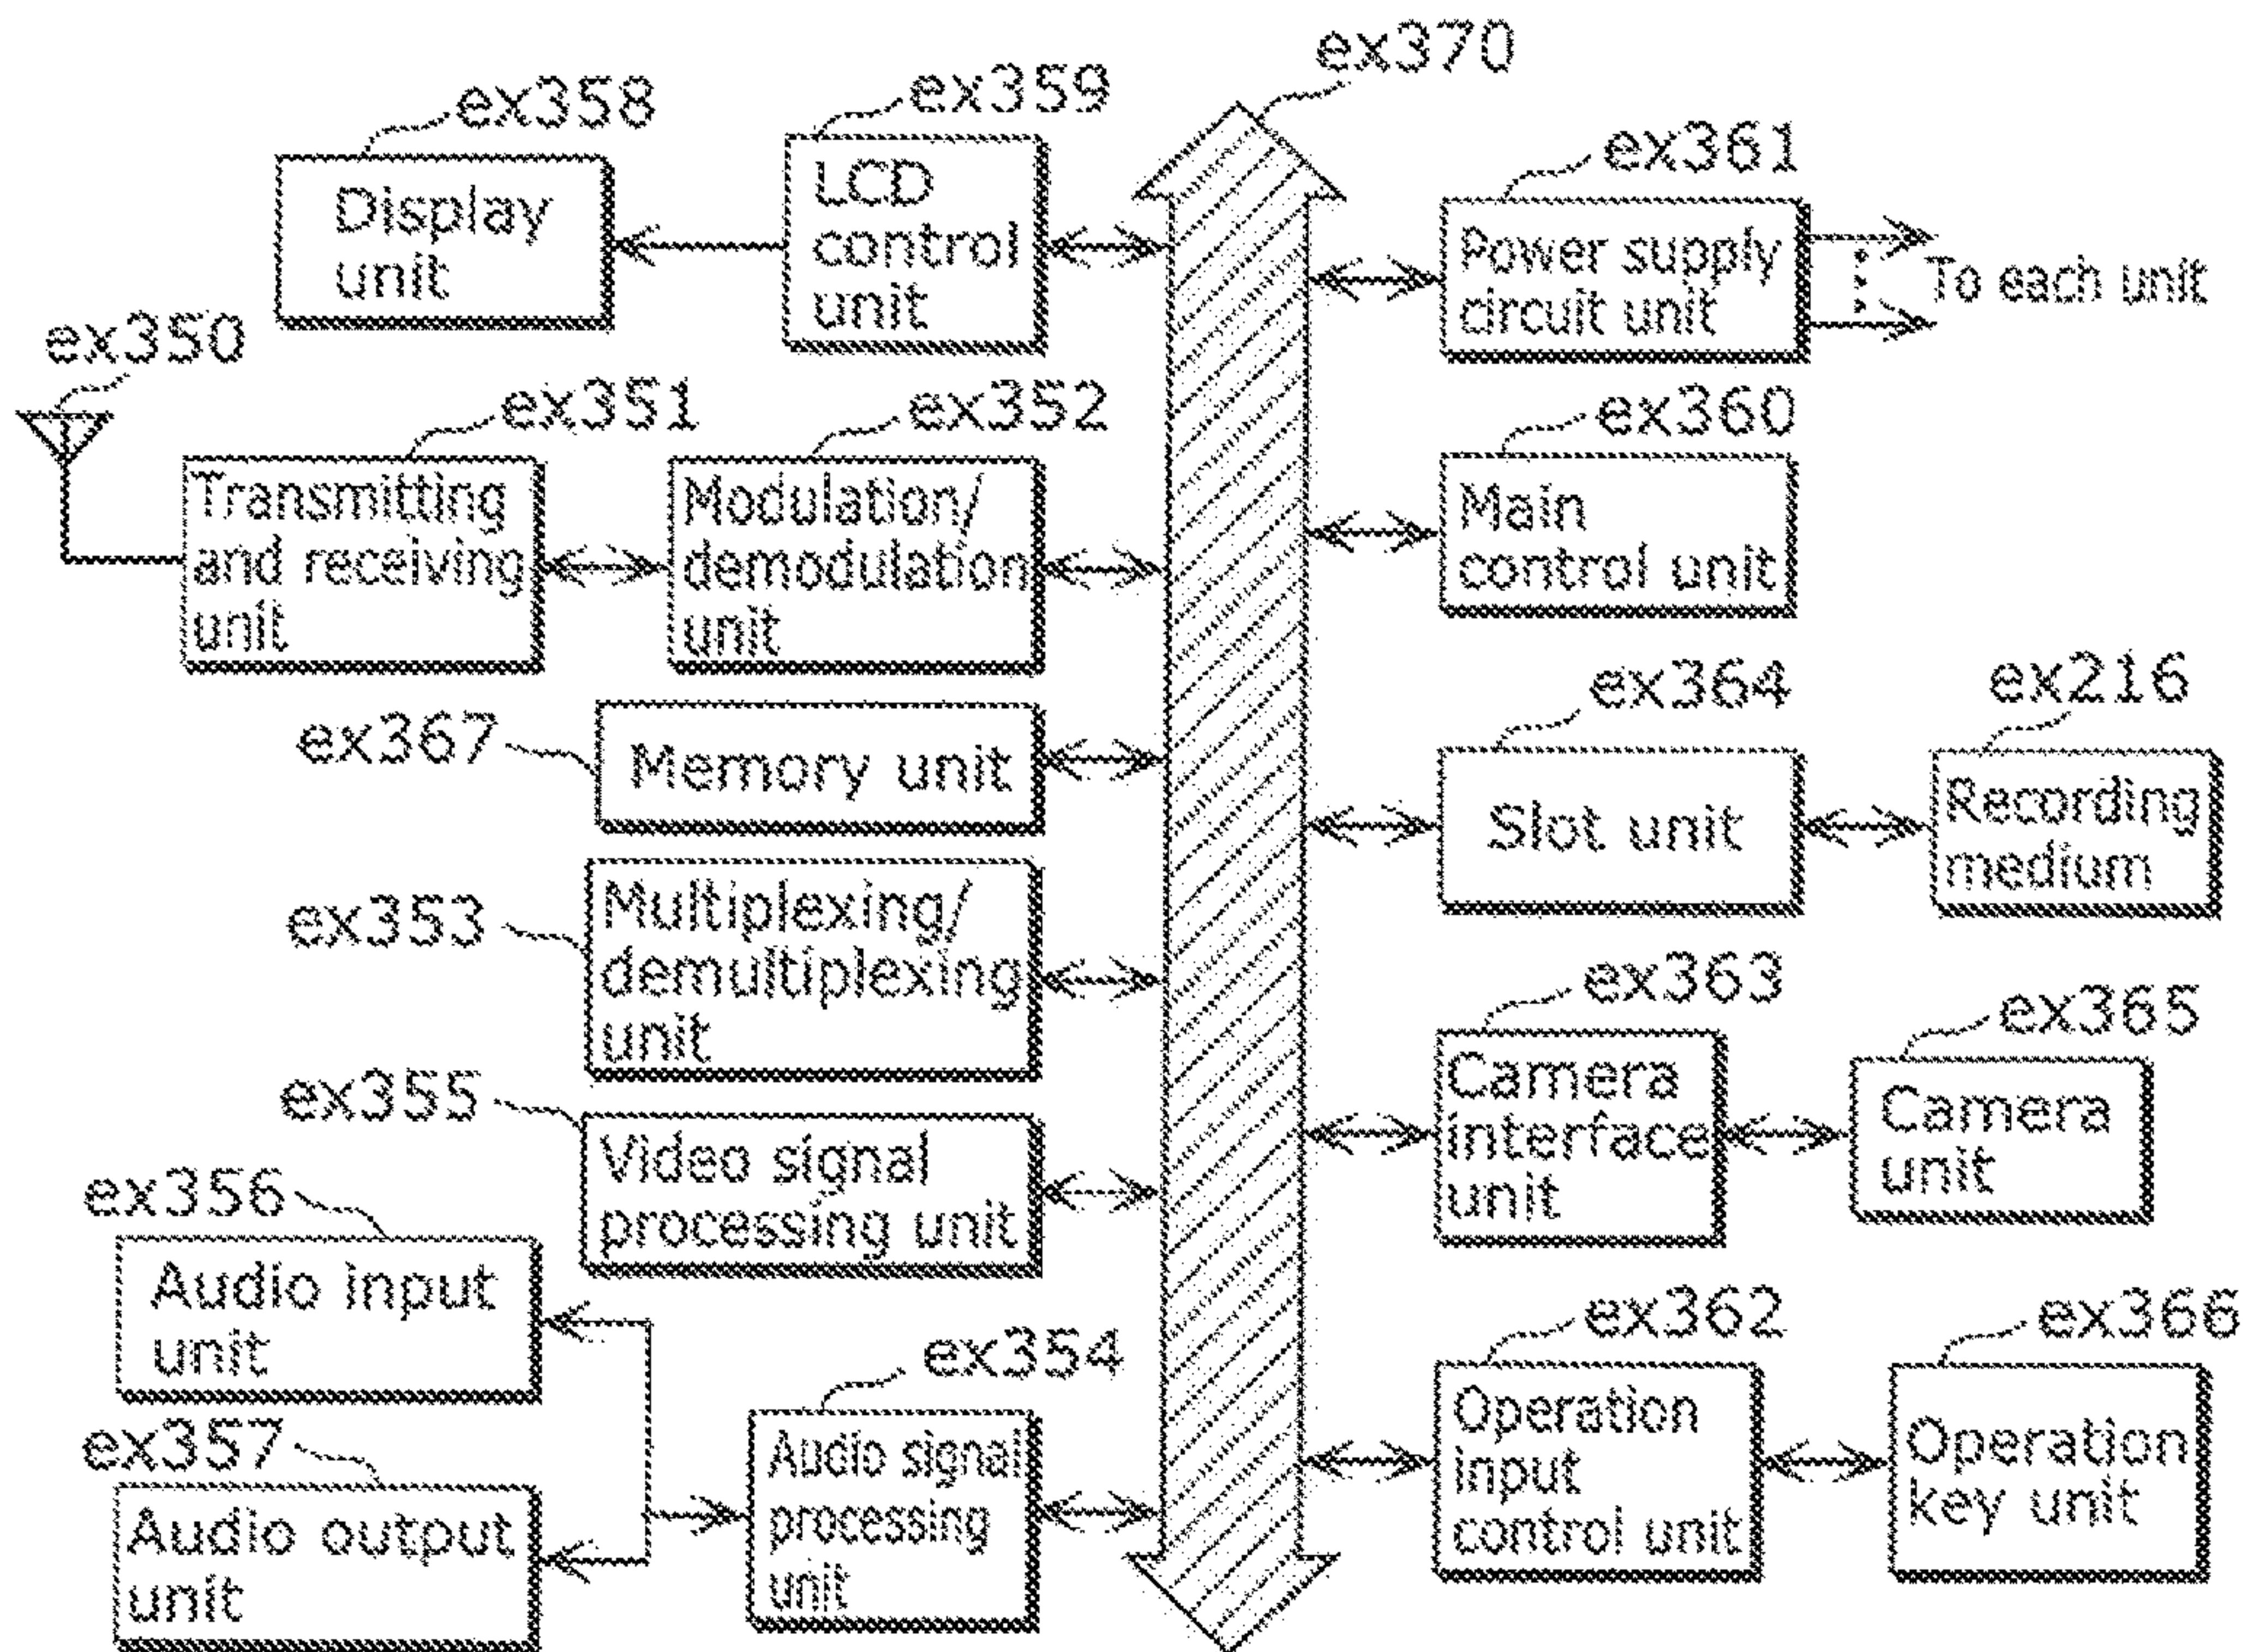 ex370
ex358
ex359
ex361
Display
unit
LCD
control
unit
Power supply
circuit unit
To each unit
ex350
ex351
ex352
ex360
Transmitting
and receiving
unit
Modulation/
demodulation
unit
Main
control unit
ex367
Memory unit
ex364
ex216
Slot unit
Recording
medium
ex353
Multiplexing/
demultiplexing
unit
ex363
ex365
Camera
interface
unit
Camera
unit
ex355
Video signal
processing unit
ex356
Audio input
unit
ex354
ex362
ex366
ex357
Audio output
unit
Audio signal
processing
unit
Operation
input
control unit
Operation
key unit